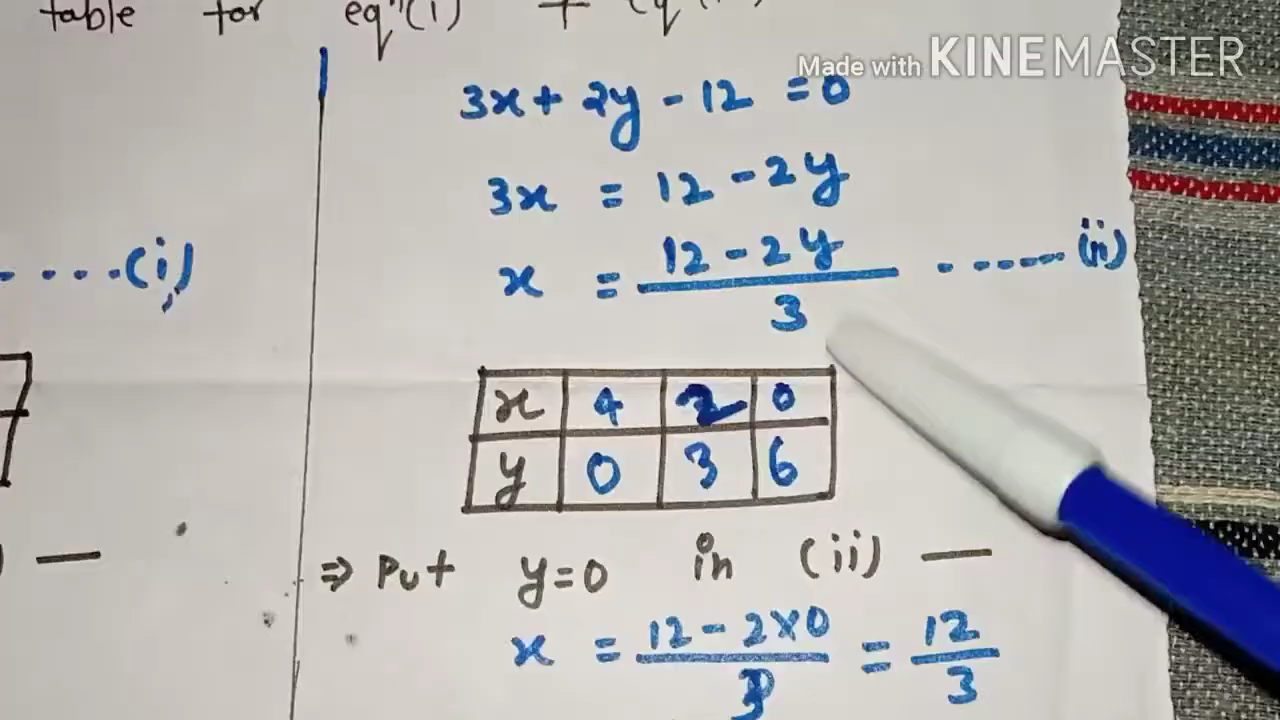 table for eqⁿ(i) + eq
Made with KINEMASTER
3x + 2y - 12 = 0
3x = 12 - 2y
.....(i)
x = 12 - 2y / 3 ......(ii)
x 4 2 0
y 0 3 6
⇒ Put y=0 in (ii) —
x = 12 - 2×0 / 3 = 12 / 3